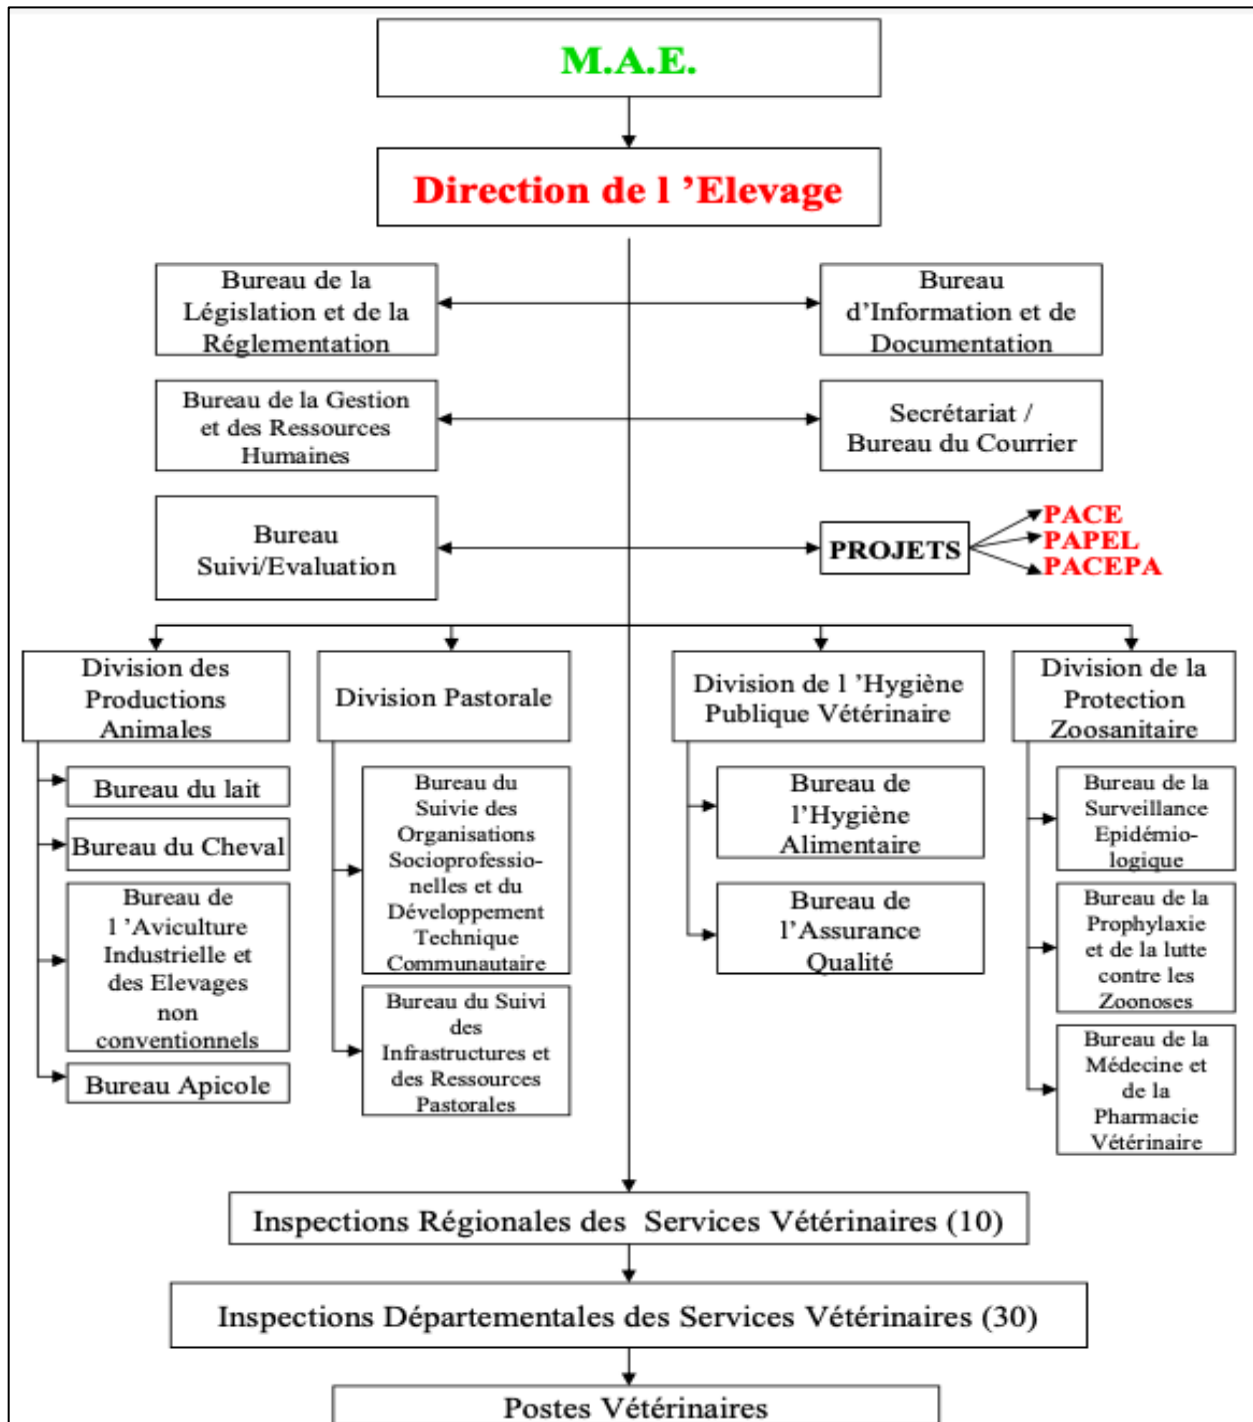 M.A.E.
Direction de l ’Elevage
Bureau de la
Législation et de la
Réglementation
Bureau
d’Information et de
Documentation
Bureau de la Gestion
et des Ressources
Humaines
Secrétariat /
Bureau du Courrier
Bureau
Suivi/Evaluation
PROJETS
PACE
PAPEL
PACEPA
Division des
Productions
Animales
Division Pastorale
Division de l ’Hygiène
Publique Vétérinaire
Division de la
Protection
Zoosanitaire
Bureau du lait
Bureau du Cheval
Bureau de
l ’Aviculture
Industrielle et
des Elevages
non
conventionnels
Bureau Apicole
Bureau du
Suivie des
Organisations
Socioprofessio-
nelles et du
Développement
Technique
Communautaire
Bureau du Suivi
des
Infrastructures et
des Ressources
Pastorales
Bureau de
l’Hygiène
Alimentaire
Bureau de
l’Assurance
Qualité
Bureau de la
Surveillance
Epidémio-
logique
Bureau de la
Prophylaxie
et de la lutte
contre les
Zoonoses
Bureau de la
Médecine et
de la
Pharmacie
Vétérinaire
Inspections Régionales des Services Vétérinaires (10)
Inspections Départementales des Services Vétérinaires (30)
Postes Vétérinaires